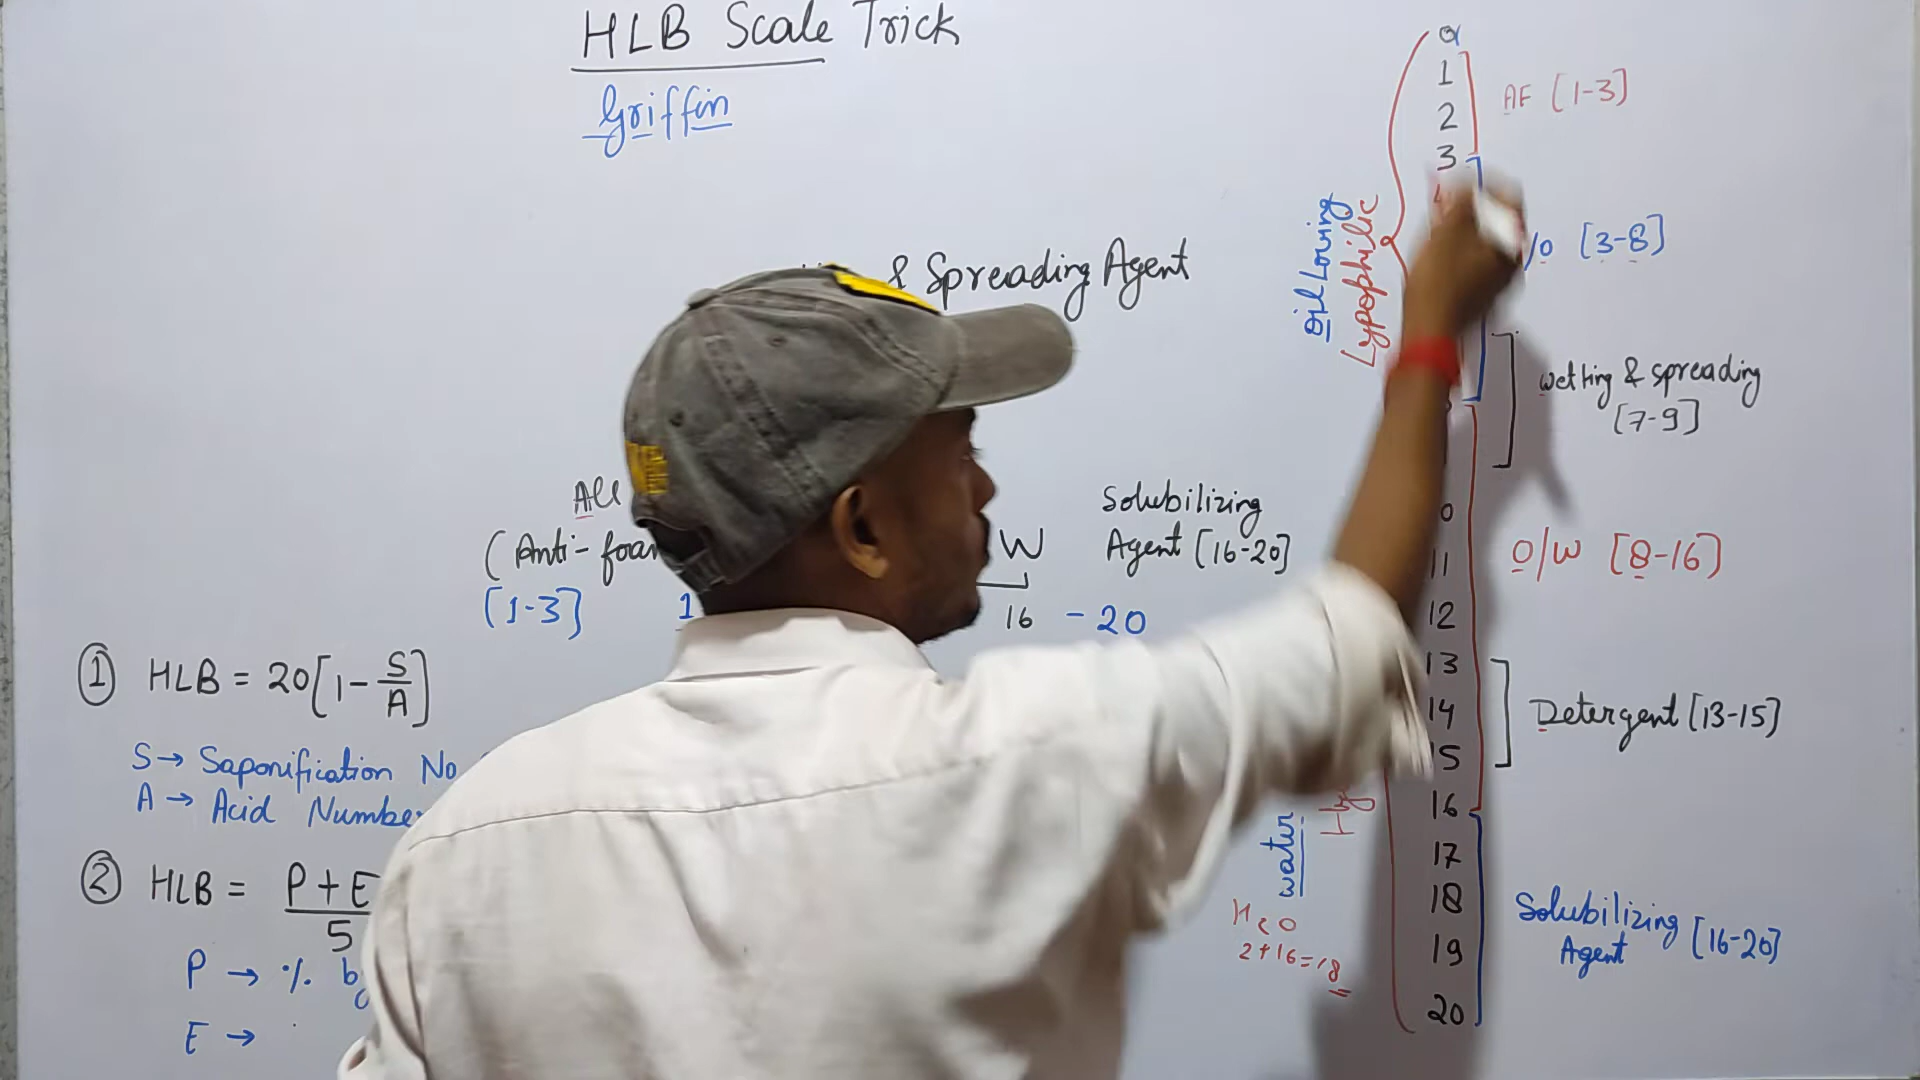 HLB Scale Trick
Griffin
& Spreading Agent
All
(Anti-foam
[1-3]
1
W
16 - 20
Solubilizing
Agent [16-20]
① HLB = 20[1-S/A]
S→ Saponification No
A → Acid Number
② HLB = P+E/5
P → %. b
E →
Oil Loving
Lypophilic
water
H₂O
2+16=18
1
2
3
4
11
12
13
14
15
16
17
18
19
20
AF [1-3]
/O [3-8]
Wetting & spreading
[7-9]
O/W [8-16]
Detergent [13-15]
Solubilizing
Agent [16-20]